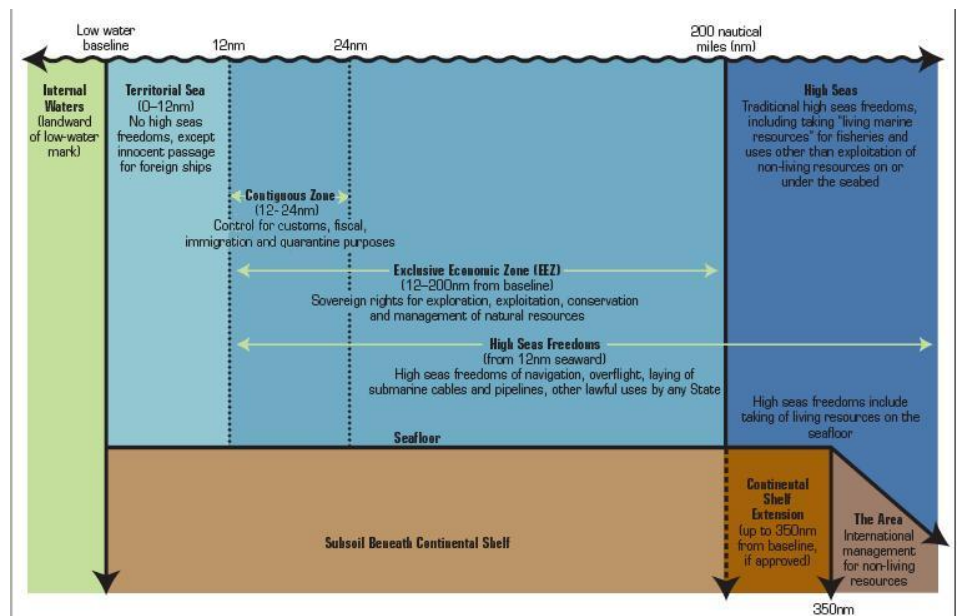 Low water
baseline
12nm
24nm
200 nautical
miles (nm)
Internal
Waters
(landward
of low-water
mark)
Territorial Sea
(0–12nm)
No high seas
freedoms, except
innocent passage
for foreign ships
High Seas
Traditional high seas freedoms,
including taking "living marine
resources" for fisheries and
uses other than exploitation of
non-living resources on or
under the seabed
Contiguous Zone
(12-24nm)
Control for customs, fiscal,
immigration and quarantine purposes
Exclusive Economic Zone (EEZ)
(12–200nm from baseline)
Sovereign rights for exploration, exploitation, conservation
and management of natural resources
High Seas Freedoms
(from 12nm seaward)
High seas freedoms of navigation, overflight, laying of
submarine cables and pipelines, other lawful uses by any State
High seas freedoms include
taking of living resources on the
seafloor
Seafloor
Subsoil Beneath Continental Shelf
Continental
Shelf
Extension
(up to 350nm
from baseline,
if approved)
The Area
International
management
for non-living
resources
350nm